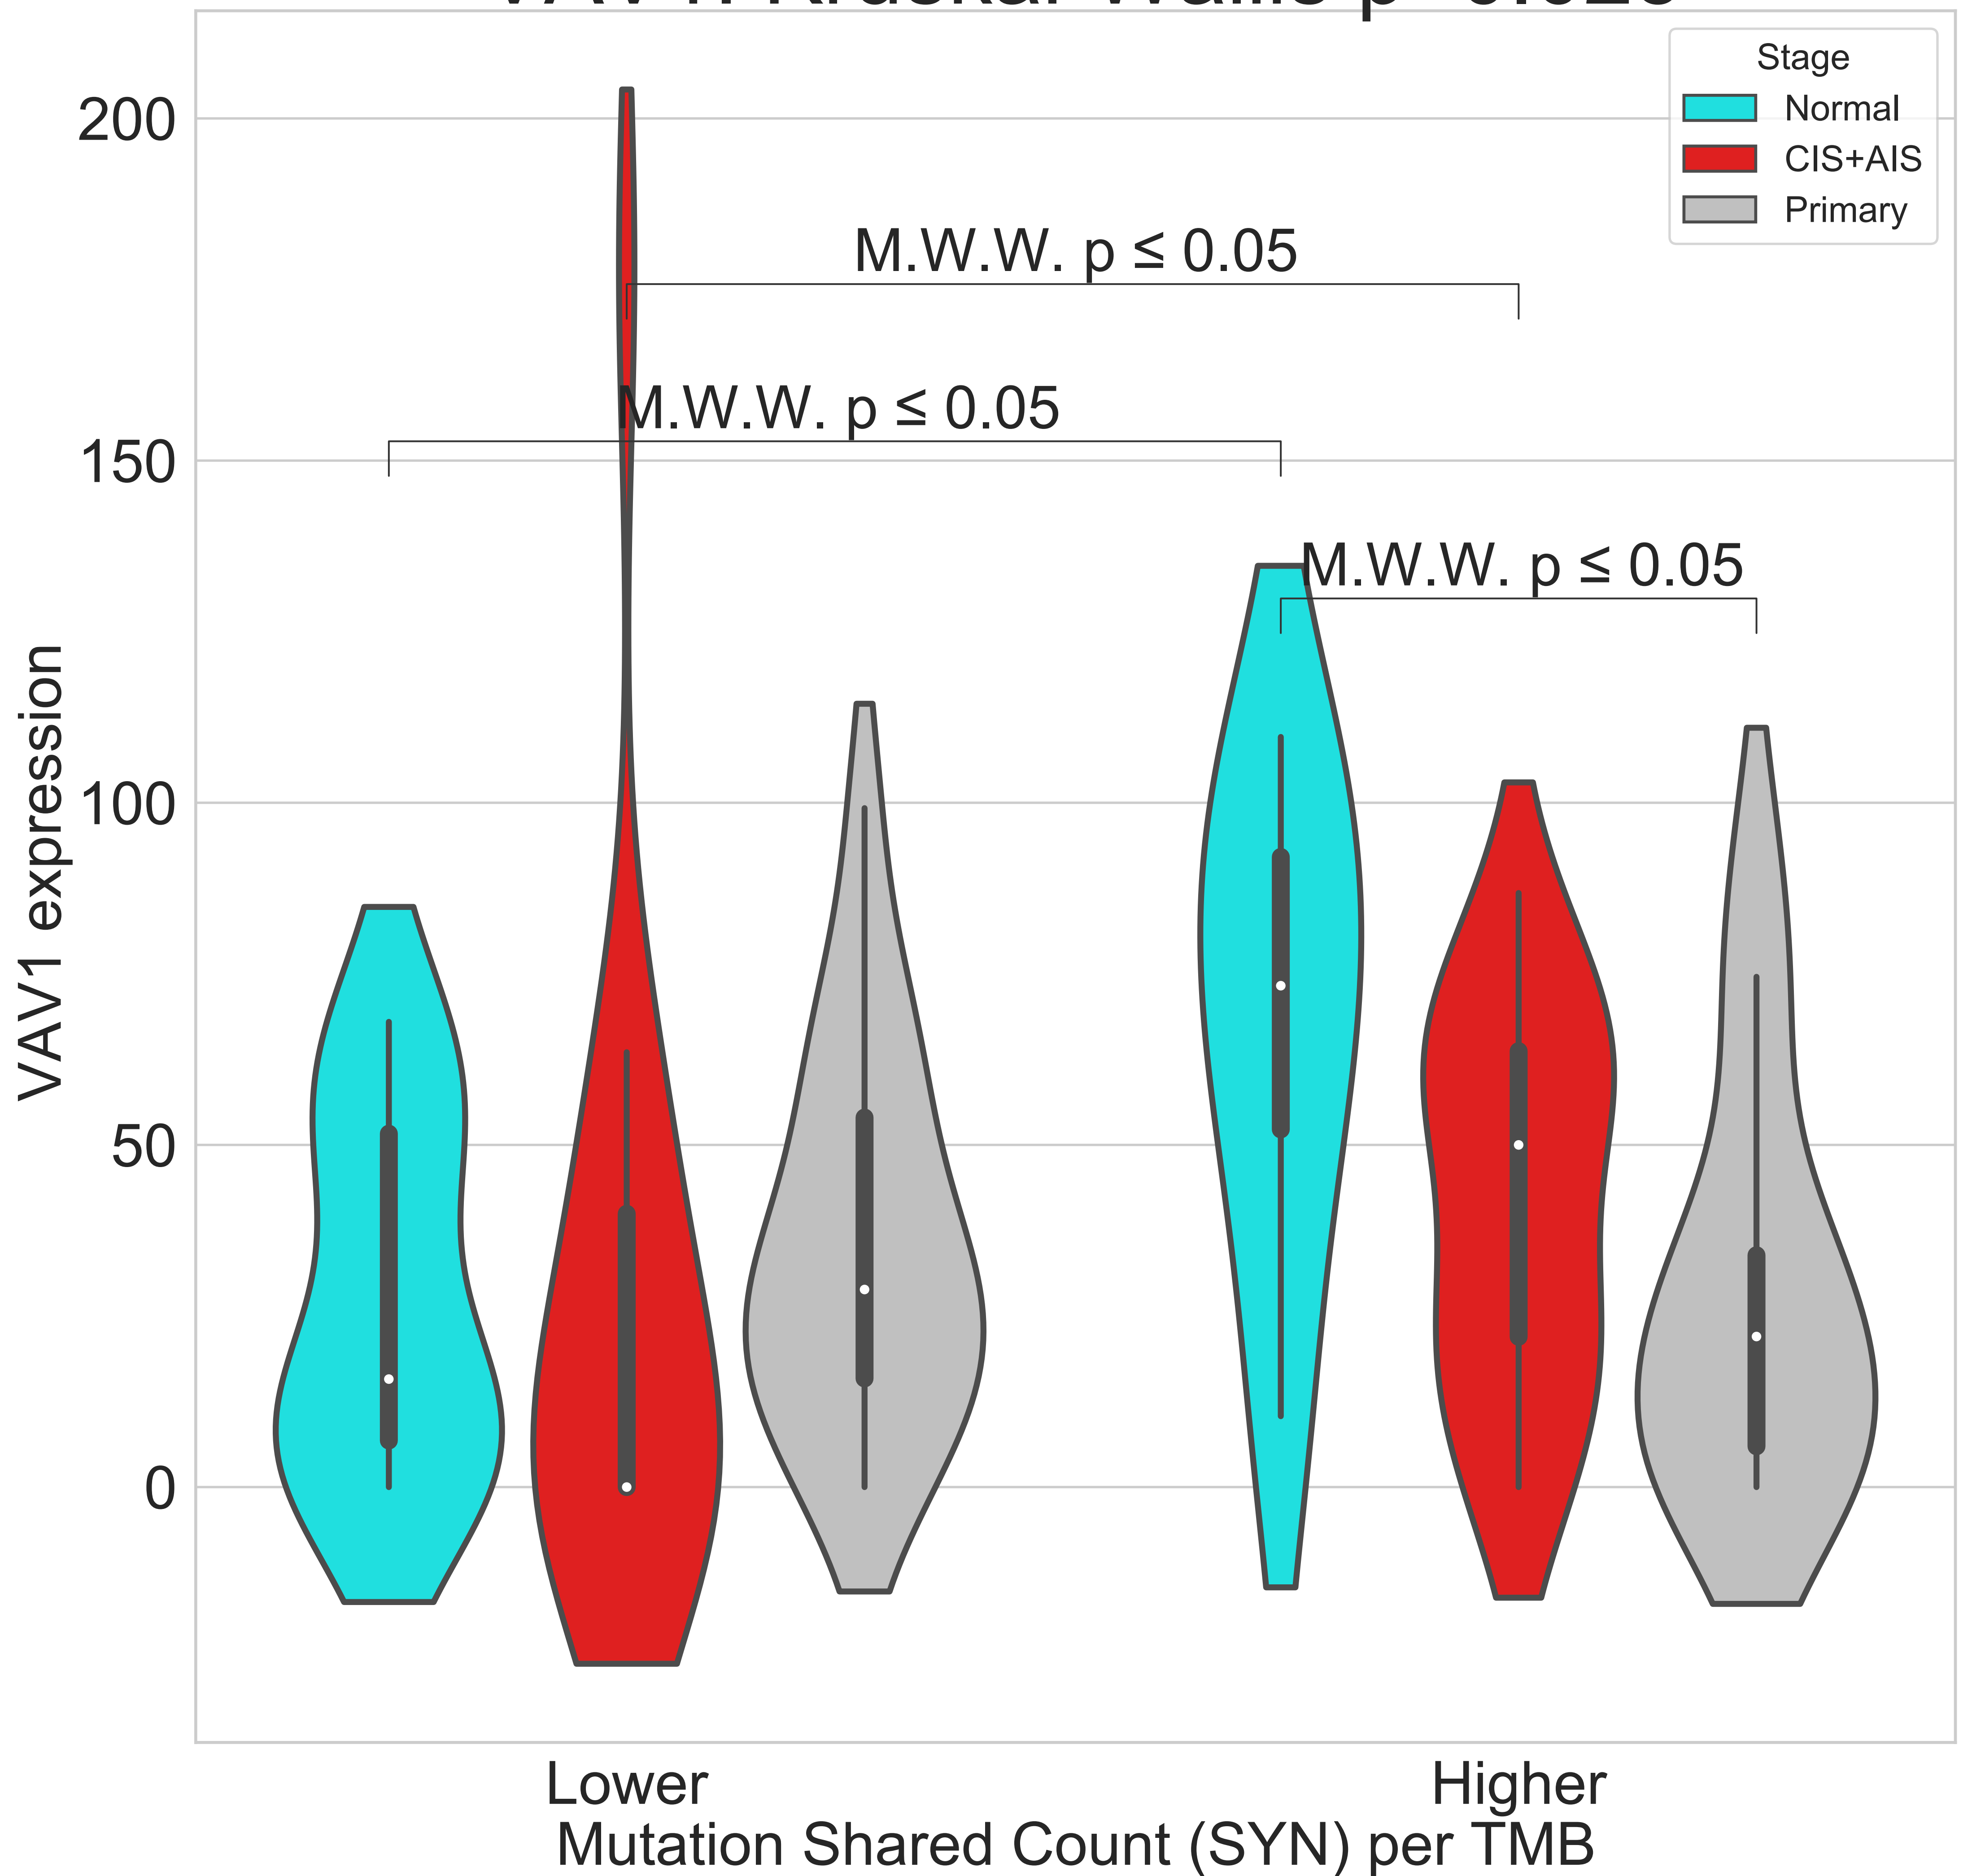 Stage
Normal
CIS+AIS
Primary
200
150
100
50
0
VAV1 expression
M.W.W. p ≤ 0.05
M.W.W. p ≤ 0.05
M.W.W. p ≤ 0.05
Lower
Higher
Mutation Shared Count (SYN) per TMB